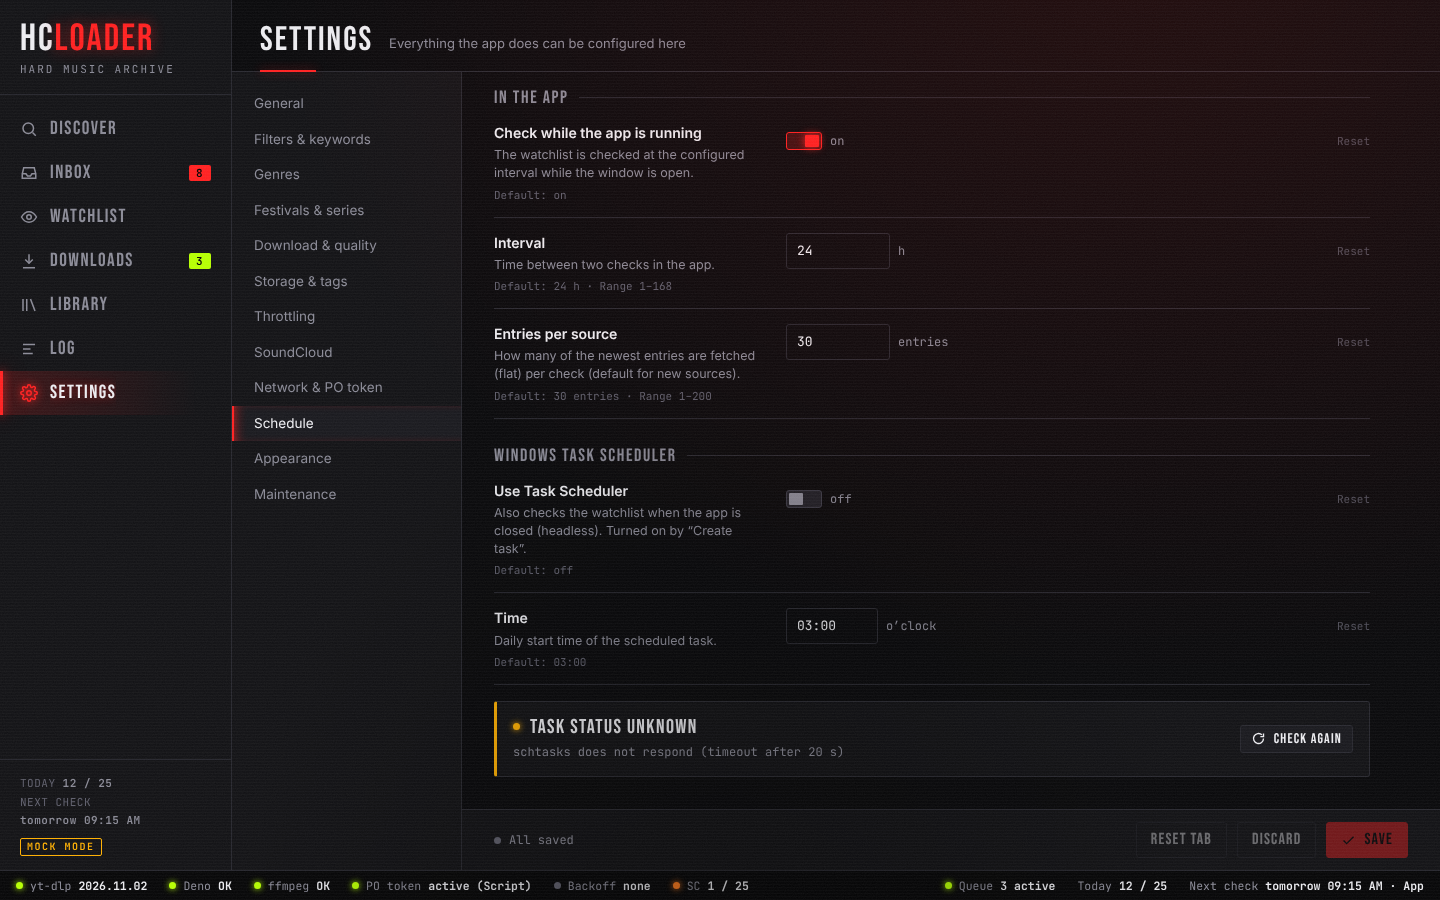 HCLOADER
HARD MUSIC ARCHIVE
DISCOVER
INBOX 8
WATCHLIST
DOWNLOADS 3
LIBRARY
LOG
SETTINGS
TODAY 12 / 25
NEXT CHECK
tomorrow 09:15 AM
MOCK MODE
SETTINGS Everything the app does can be configured here
General
Filters & keywords
Genres
Festivals & series
Download & quality
Storage & tags
Throttling
SoundCloud
Network & PO token
Schedule
Appearance
Maintenance
IN THE APP
Check while the app is running on Reset
The watchlist is checked at the configured
interval while the window is open.
Default: on
Interval 24 h Reset
Time between two checks in the app.
Default: 24 h · Range 1–168
Entries per source 30 entries Reset
How many of the newest entries are fetched
(flat) per check (default for new sources).
Default: 30 entries · Range 1–200
WINDOWS TASK SCHEDULER
Use Task Scheduler off Reset
Also checks the watchlist when the app is
closed (headless). Turned on by “Create
task”.
Default: off
Time 03:00 o’clock Reset
Daily start time of the scheduled task.
Default: 03:00
TASK STATUS UNKNOWN
schtasks does not respond (timeout after 20 s)
CHECK AGAIN
All saved RESET TAB DISCARD SAVE
yt-dlp 2026.11.02 Deno OK ffmpeg OK PO token active (Script) Backoff none SC 1 / 25 Queue 3 active Today 12 / 25 Next check tomorrow 09:15 AM · App